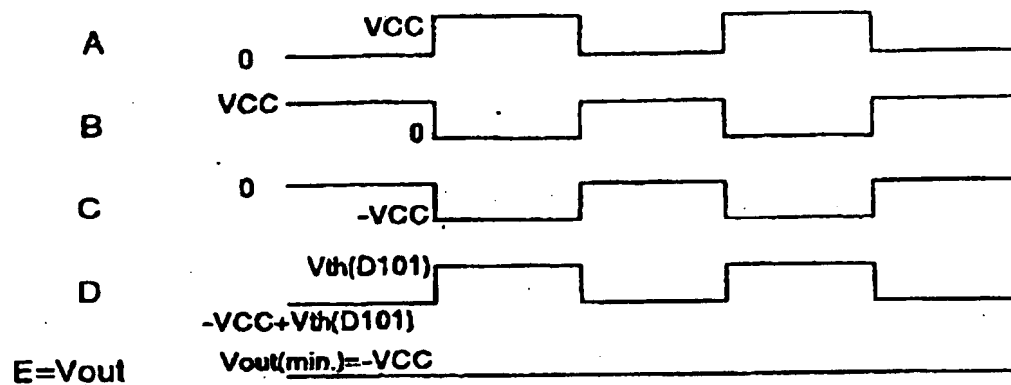 A
VCC
0
B
VCC
0
C
0
-VCC
D
Vth(D101)
-VCC+Vth(D101)
E=Vout
Vout(min.)=-VCC